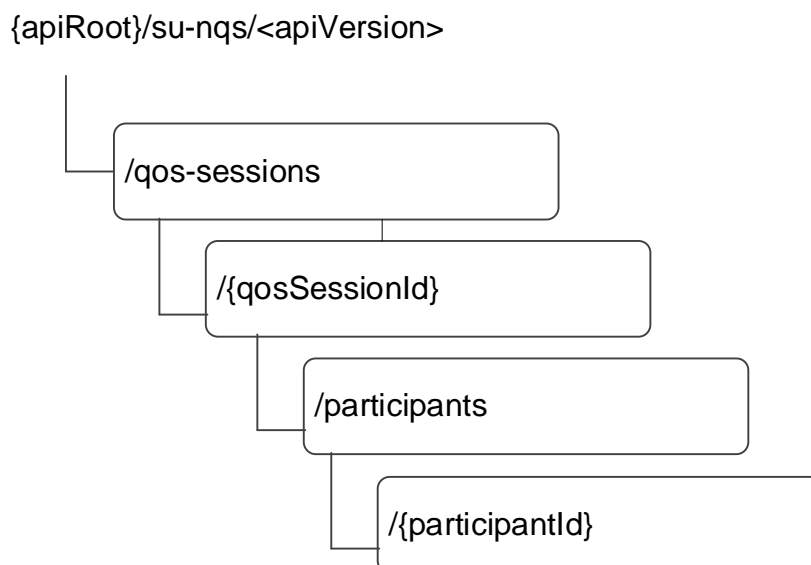 {apiRoot}/su-nqs/<apiVersion>
/qos-sessions
/{qosSessionId}
/participants
/{participantId}